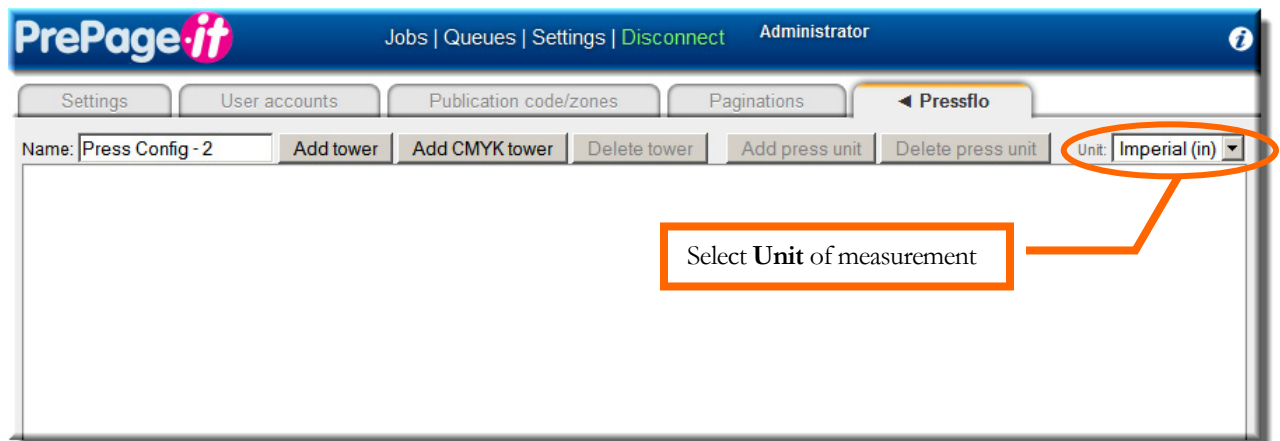 PrePage-it Jobs | Queues | Settings | Disconnect Administrator i
Settings User accounts Publication code/zones Paginations ◄ Pressflo
Name: Press Config - 2 Add tower Add CMYK tower Delete tower Add press unit Delete press unit Unit: Imperial (in)
Select Unit of measurement